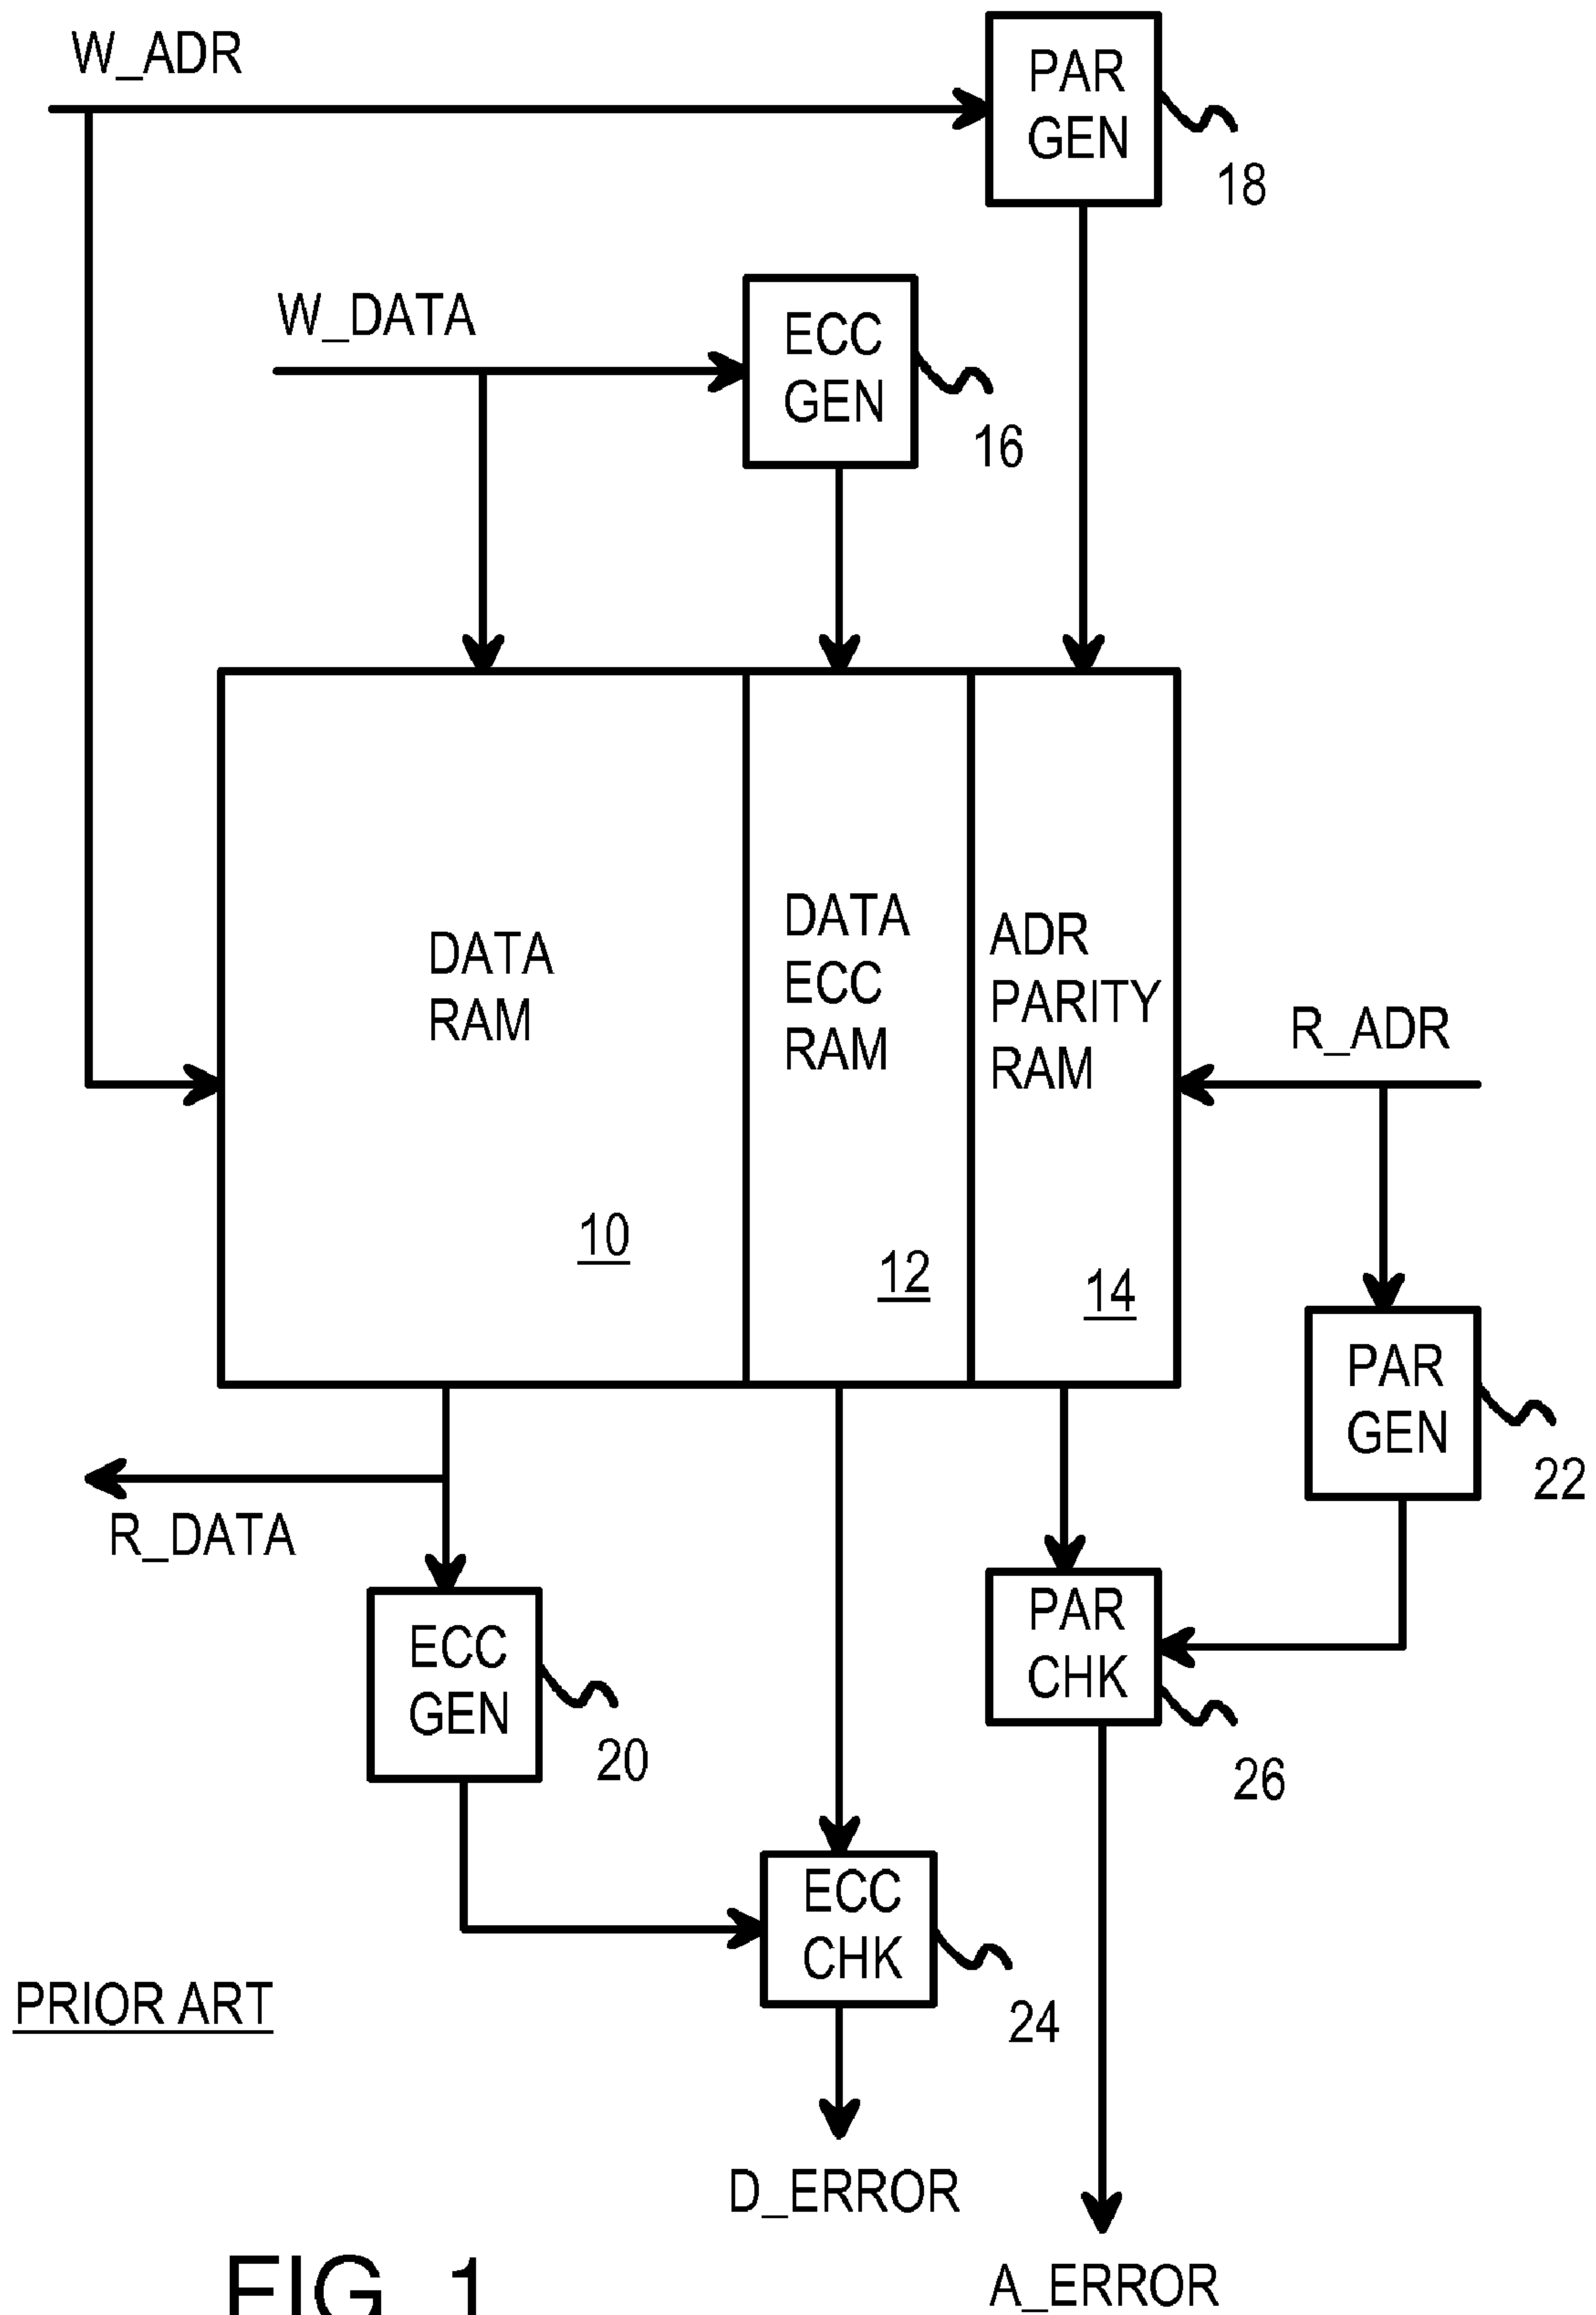 W_ADR
PAR
GEN
18
W_DATA
ECC
GEN
16
DATA
RAM
10
DATA
ECC
RAM
12
ADR
PARITY
RAM
14
R_ADR
PAR
GEN
22
R_DATA
ECC
GEN
20
PAR
CHK
26
ECC
CHK
24
PRIOR ART
D_ERROR
A_ERROR
FIG. 1